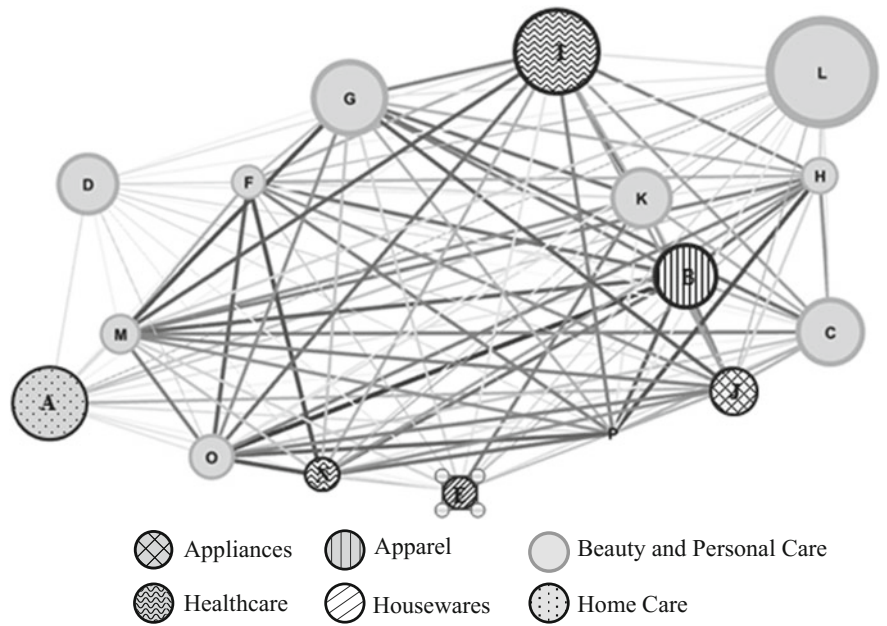 I
L
G
D
F
H
K
B
M
C
A
J
P
O
N
E
Appliances
Apparel
Beauty and Personal Care
Healthcare
Housewares
Home Care